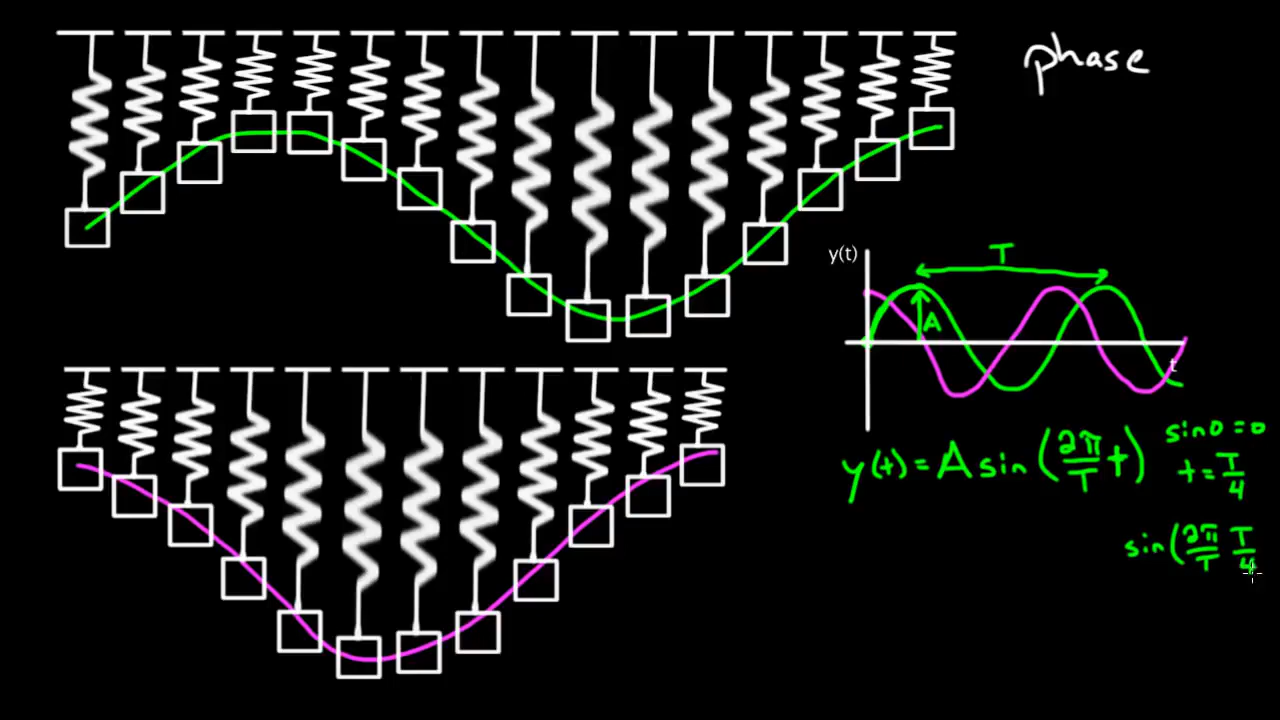 phase
y(t)
T
A
t
y(t) = A sin (2π/T t)
sin 0 = 0
t = T/4
sin (2π/T T/4